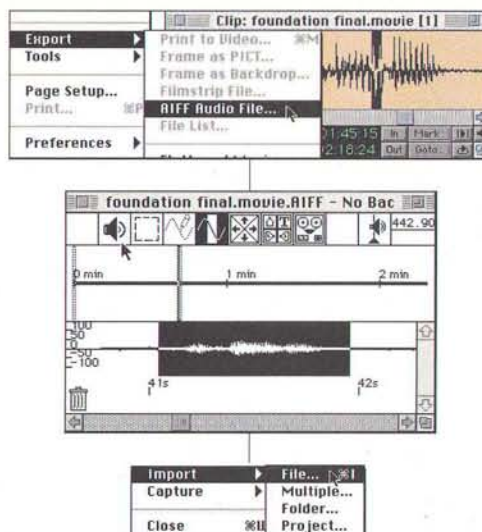 Clip: foundation final.movie [1]
Export
Tools
Page Setup...
Print... ⌘P
Preferences
Print to Video... ⌘M
Frame as PICT...
Frame as Backdrop...
Filmstrip File...
AIFF Audio File...
File List...
01:45:15 In Mark:
02:18:24 Out Goto:
foundation final.movie.AIFF - No Bac
442.90
0 min 1 min 2 min
100
50
0
-50
-100
41s 42s
Import
Capture
Close ⌘W
File... ⌘I
Multiple...
Folder...
Project...